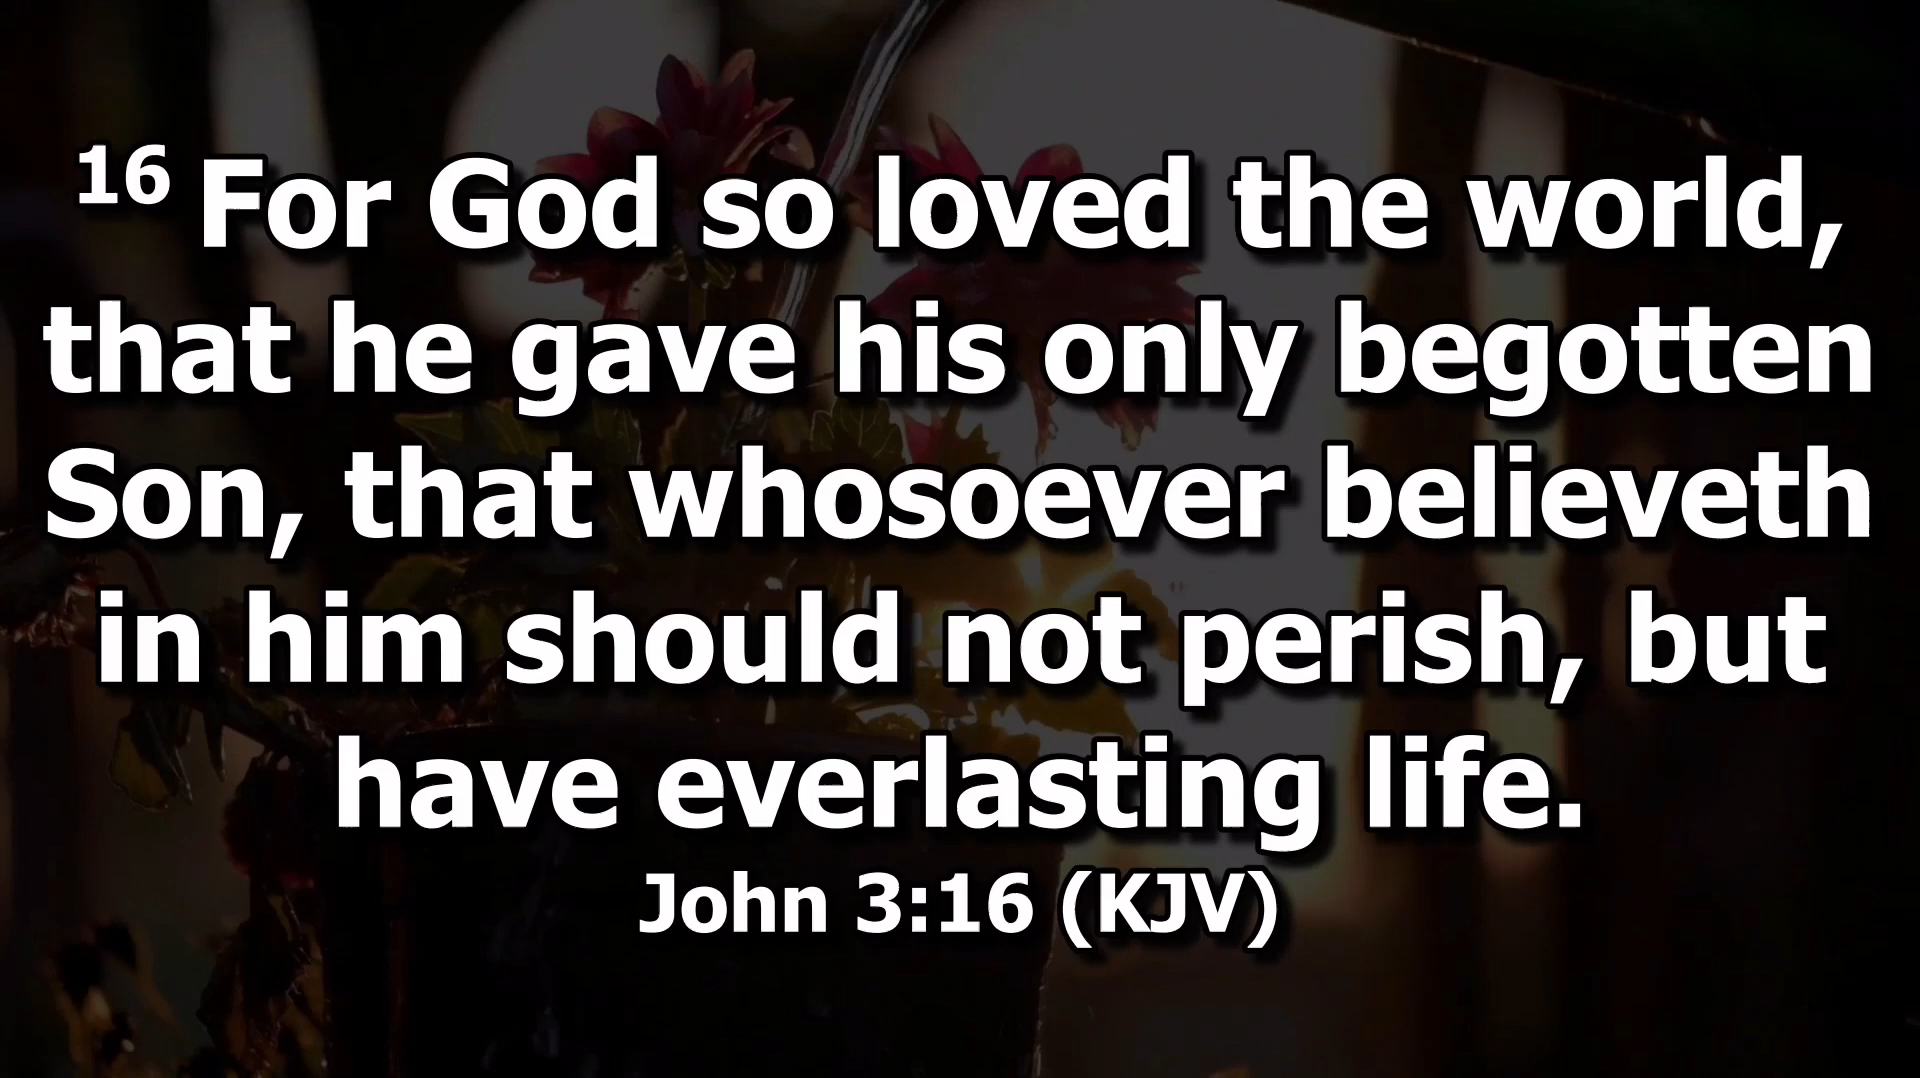 16 For God so loved the world,
that he gave his only begotten
Son, that whosoever believeth
in him should not perish, but
have everlasting life.
John 3:16 (KJV)